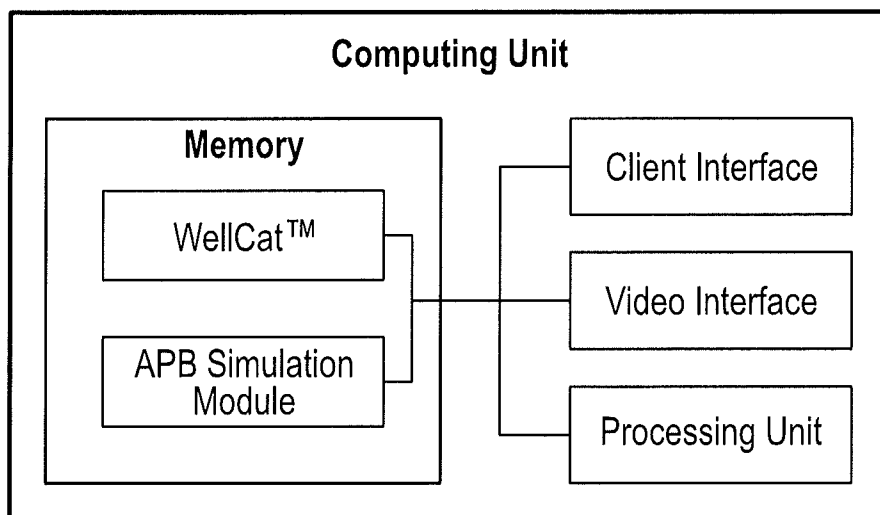 Computing Unit
Memory
WellCat™
APB Simulation
Module
Client Interface
Video Interface
Processing Unit